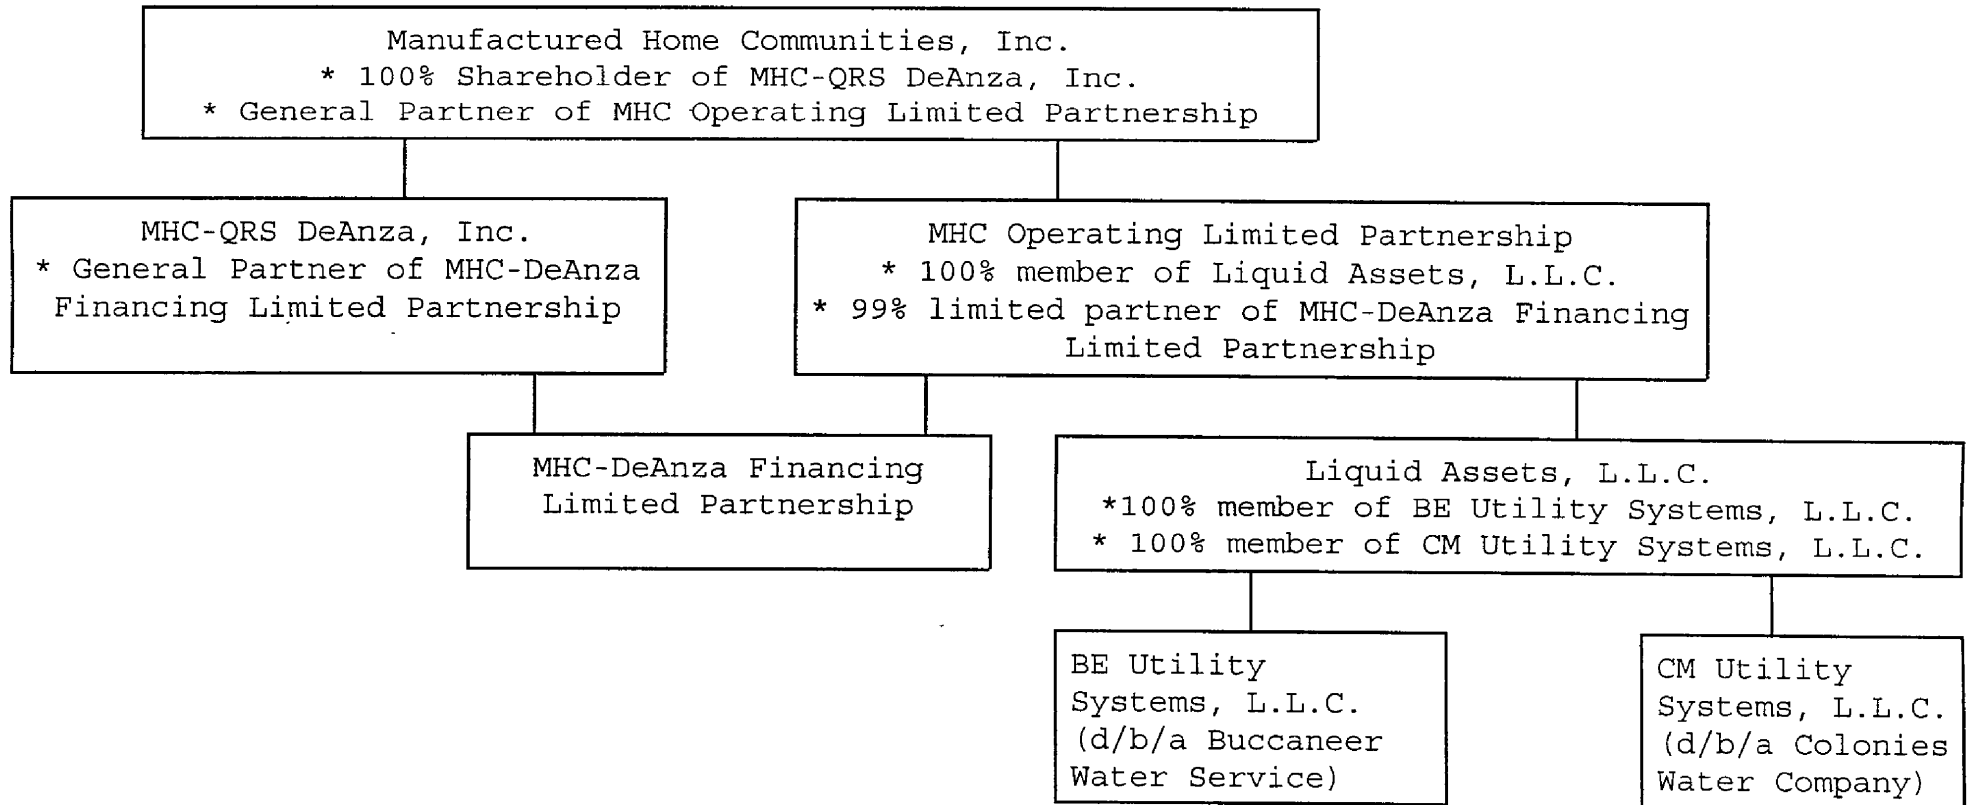 Manufactured Home Communities, Inc.
* 100% Shareholder of MHC-QRS DeAnza, Inc.
* General Partner of MHC Operating Limited Partnership
MHC-QRS DeAnza, Inc.
* General Partner of MHC-DeAnza
Financing Limited Partnership
MHC Operating Limited Partnership
* 100% member of Liquid Assets, L.L.C.
* 99% limited partner of MHC-DeAnza Financing
Limited Partnership
MHC-DeAnza Financing
Limited Partnership
Liquid Assets, L.L.C.
*100% member of BE Utility Systems, L.L.C.
* 100% member of CM Utility Systems, L.L.C.
BE Utility
Systems, L.L.C.
(d/b/a Buccaneer
Water Service)
CM Utility
Systems, L.L.C.
(d/b/a Colonies
Water Company)